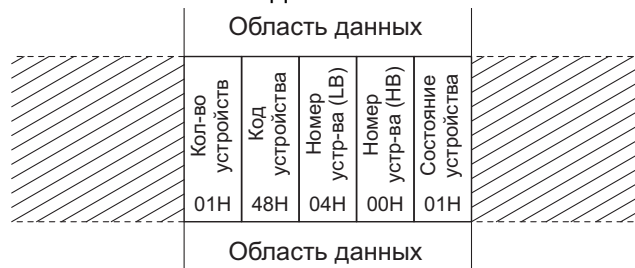 Область данных
Кол-во
устройств
Код
устройства
Номер
устр-ва (LB)
Номер
устр-ва (HB)
Состояние
устройства
01H 48H 04H 00H 01H
Область данных